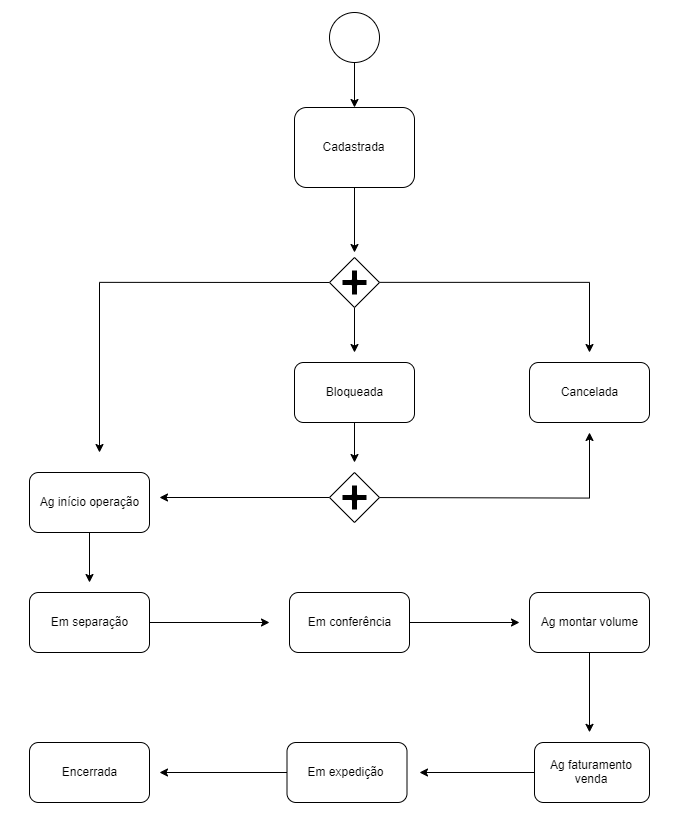 Cadastrada
Bloqueada
Cancelada
Ag início operação
Em separação
Em conferência
Ag montar volume
Encerrada
Em expedição
Ag faturamento
venda